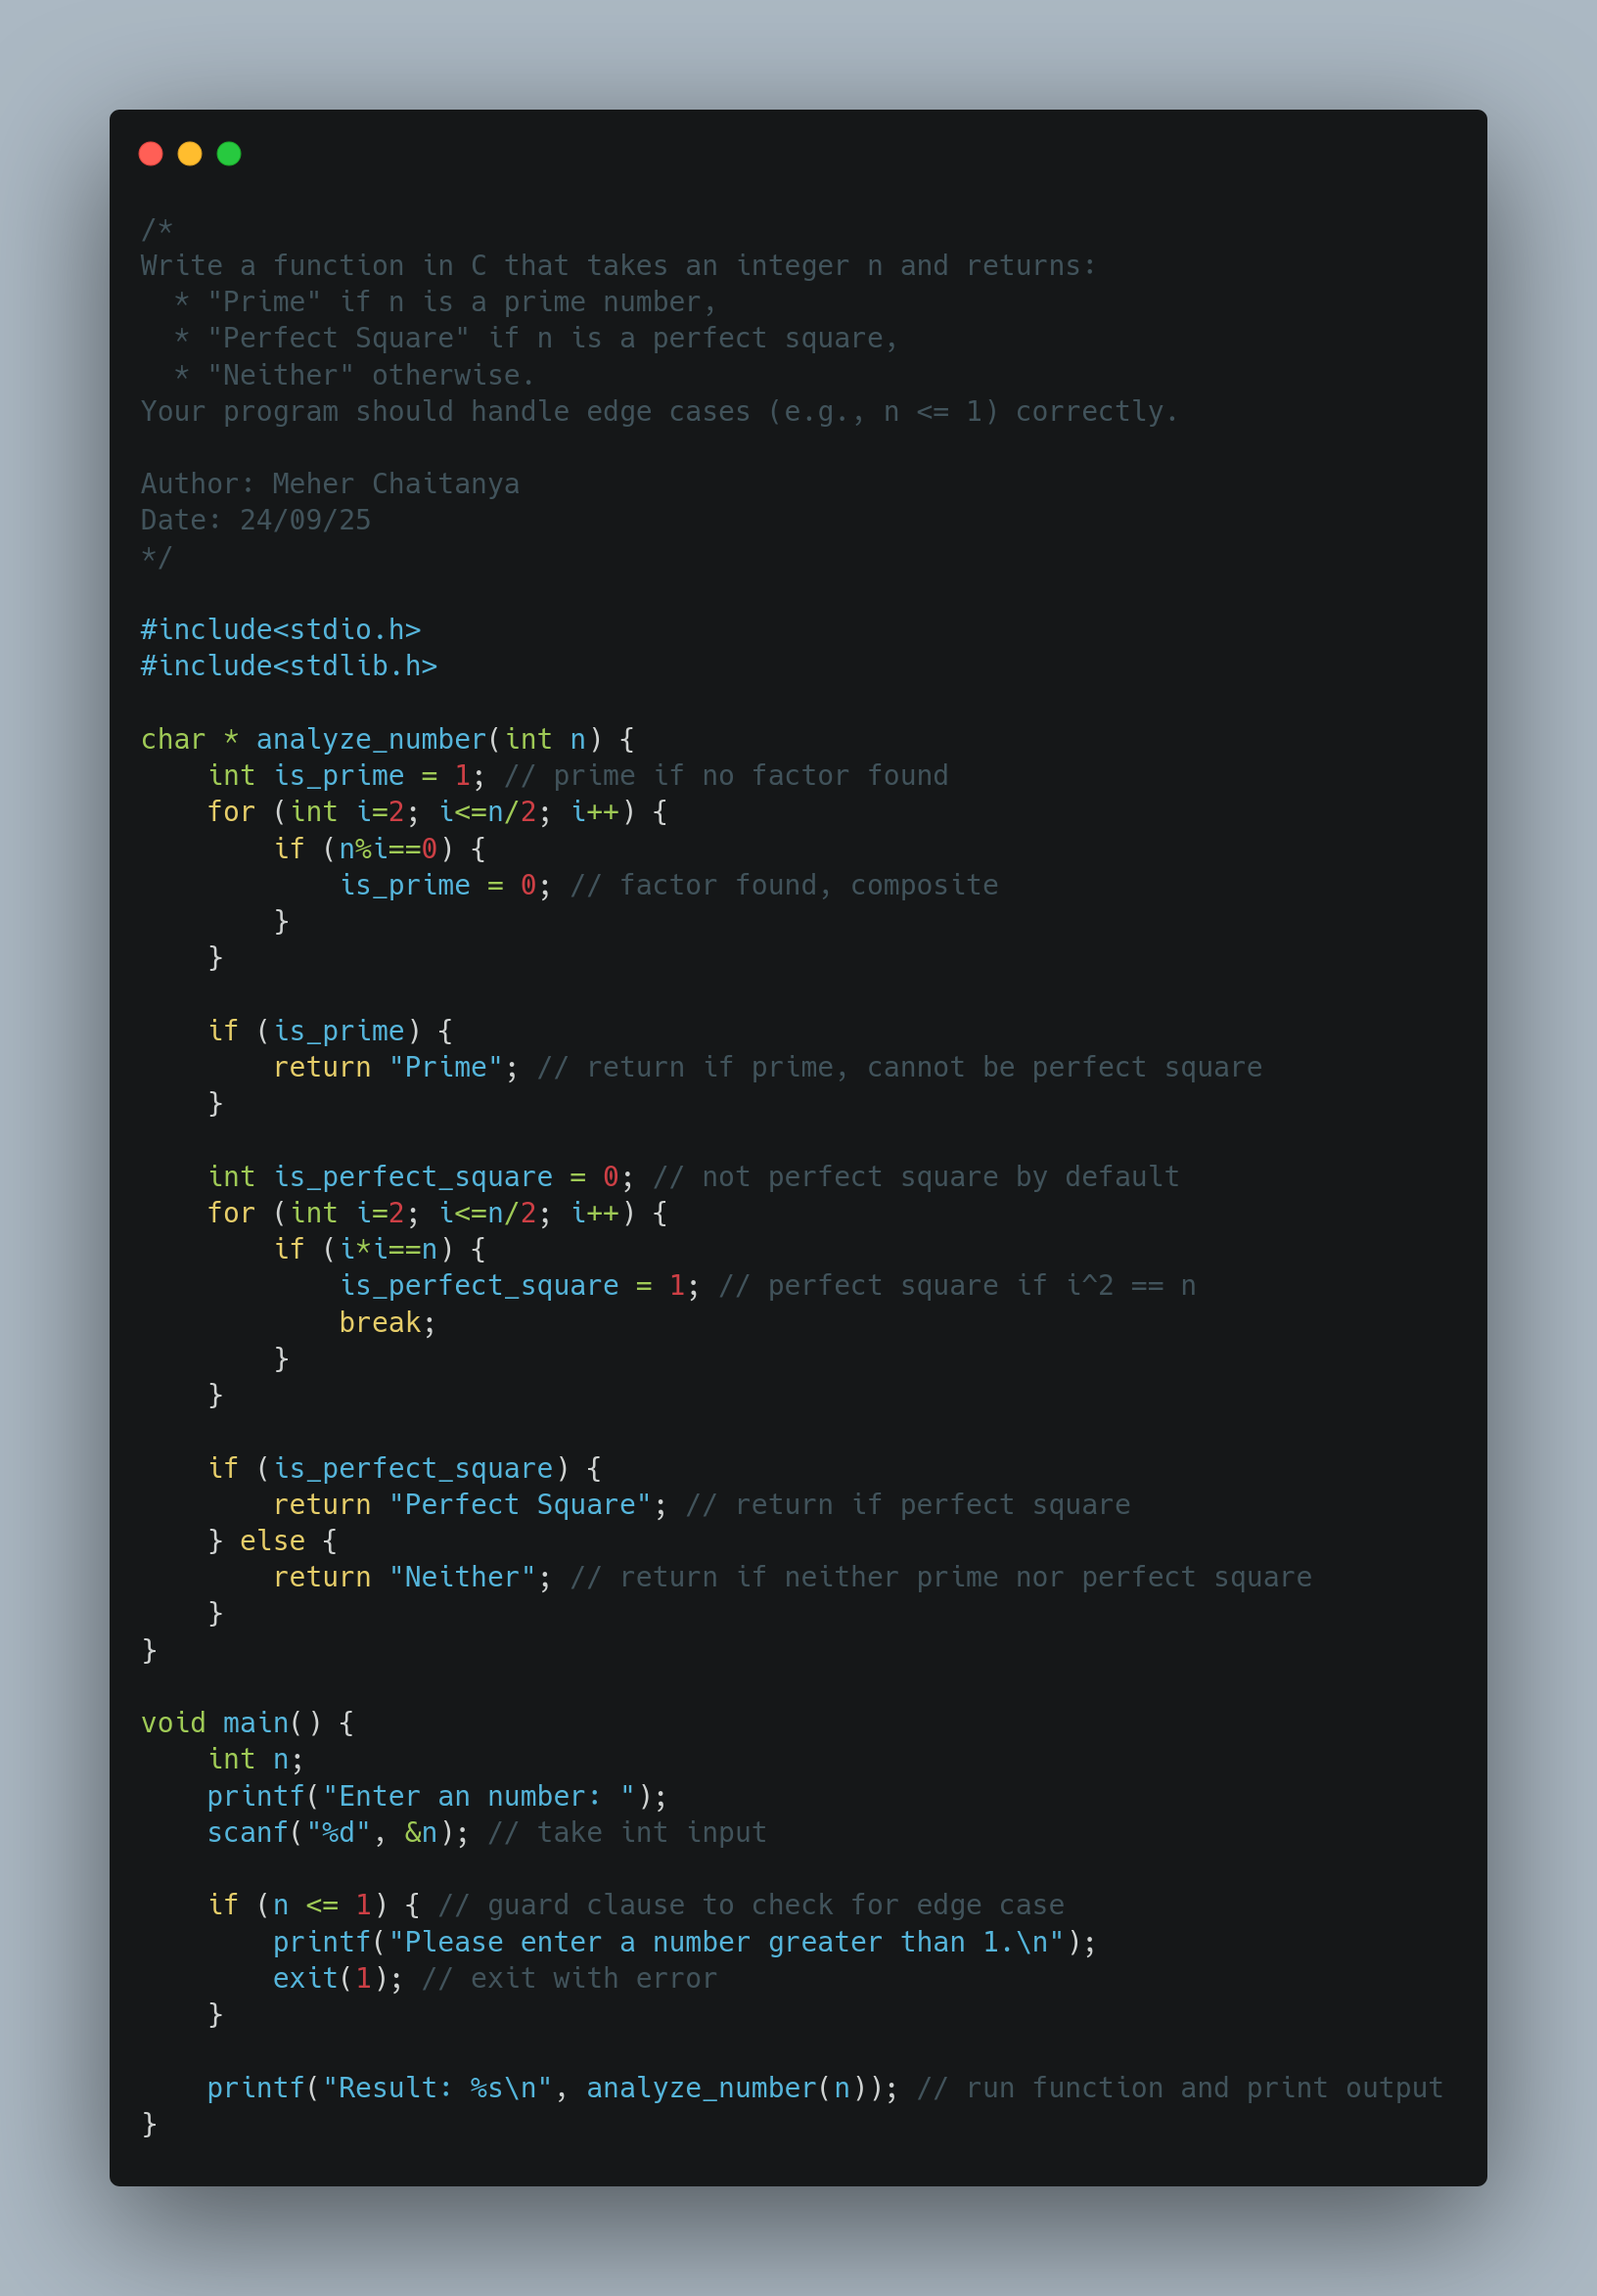 /*
Write a function in C that takes an integer n and returns:
  * "Prime" if n is a prime number,
  * "Perfect Square" if n is a perfect square,
  * "Neither" otherwise.
Your program should handle edge cases (e.g., n <= 1) correctly.

Author: Meher Chaitanya
Date: 24/09/25
*/

#include<stdio.h>
#include<stdlib.h>

char * analyze_number(int n) {
    int is_prime = 1; // prime if no factor found
    for (int i=2; i<=n/2; i++) {
        if (n%i==0) {
            is_prime = 0; // factor found, composite
        }
    }

    if (is_prime) {
        return "Prime"; // return if prime, cannot be perfect square
    }

    int is_perfect_square = 0; // not perfect square by default
    for (int i=2; i<=n/2; i++) {
        if (i*i==n) {
            is_perfect_square = 1; // perfect square if i^2 == n
            break;
        }
    }

    if (is_perfect_square) {
        return "Perfect Square"; // return if perfect square
    } else {
        return "Neither"; // return if neither prime nor perfect square
    }
}

void main() {
    int n;
    printf("Enter an number: ");
    scanf("%d", &n); // take int input

    if (n <= 1) { // guard clause to check for edge case
        printf("Please enter a number greater than 1.\n");
        exit(1); // exit with error
    }

    printf("Result: %s\n", analyze_number(n)); // run function and print output
}